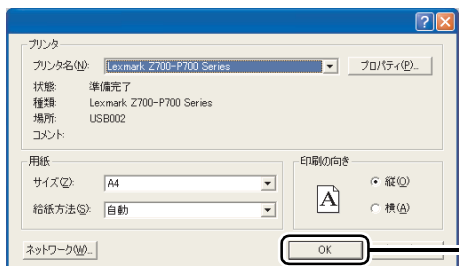 プリンタ
プリンタ名(N): Lexmark Z700-P700 Series プロパティ(P)...
状態: 準備完了
種類: Lexmark Z700-P700 Series
場所: USB002
コメント:
用紙
サイズ(Z): A4
給紙方法(S): 自動
印刷の向き
A
縦(O)
横(A)
ネットワーク(W)... OK